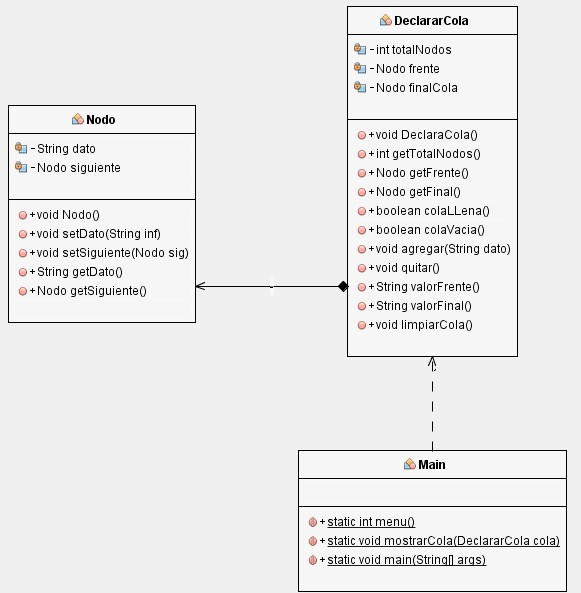 DeclararCola
- int totalNodos
- Nodo frente
- Nodo finalCola
+ void DeclaraCola()
+ int getTotalNodos()
+ Nodo getFrente()
+ Nodo getFinal()
+ boolean colaLLena()
+ boolean colaVacia()
+ void agregar(String dato)
+ void quitar()
+ String valorFrente()
+ String valorFinal()
+ void limpiarCola()
Nodo
- String dato
- Nodo siguiente
+ void Nodo()
+ void setDato(String inf)
+ void setSiguiente(Nodo sig)
+ String getDato()
+ Nodo getSiguiente()
Main
+ static int menu()
+ static void mostrarCola(DeclararCola cola)
+ static void main(String[] args)